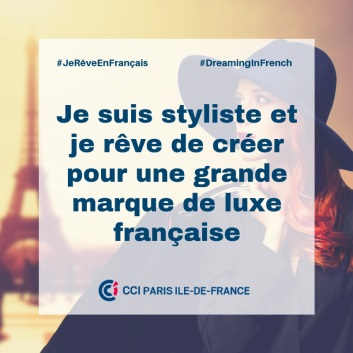 #JeRêveEnFrançais #DreamingInFrench
Je suis styliste et
je rêve de créer
pour une grande
marque de luxe
française
CCI PARIS ILE-DE-FRANCE